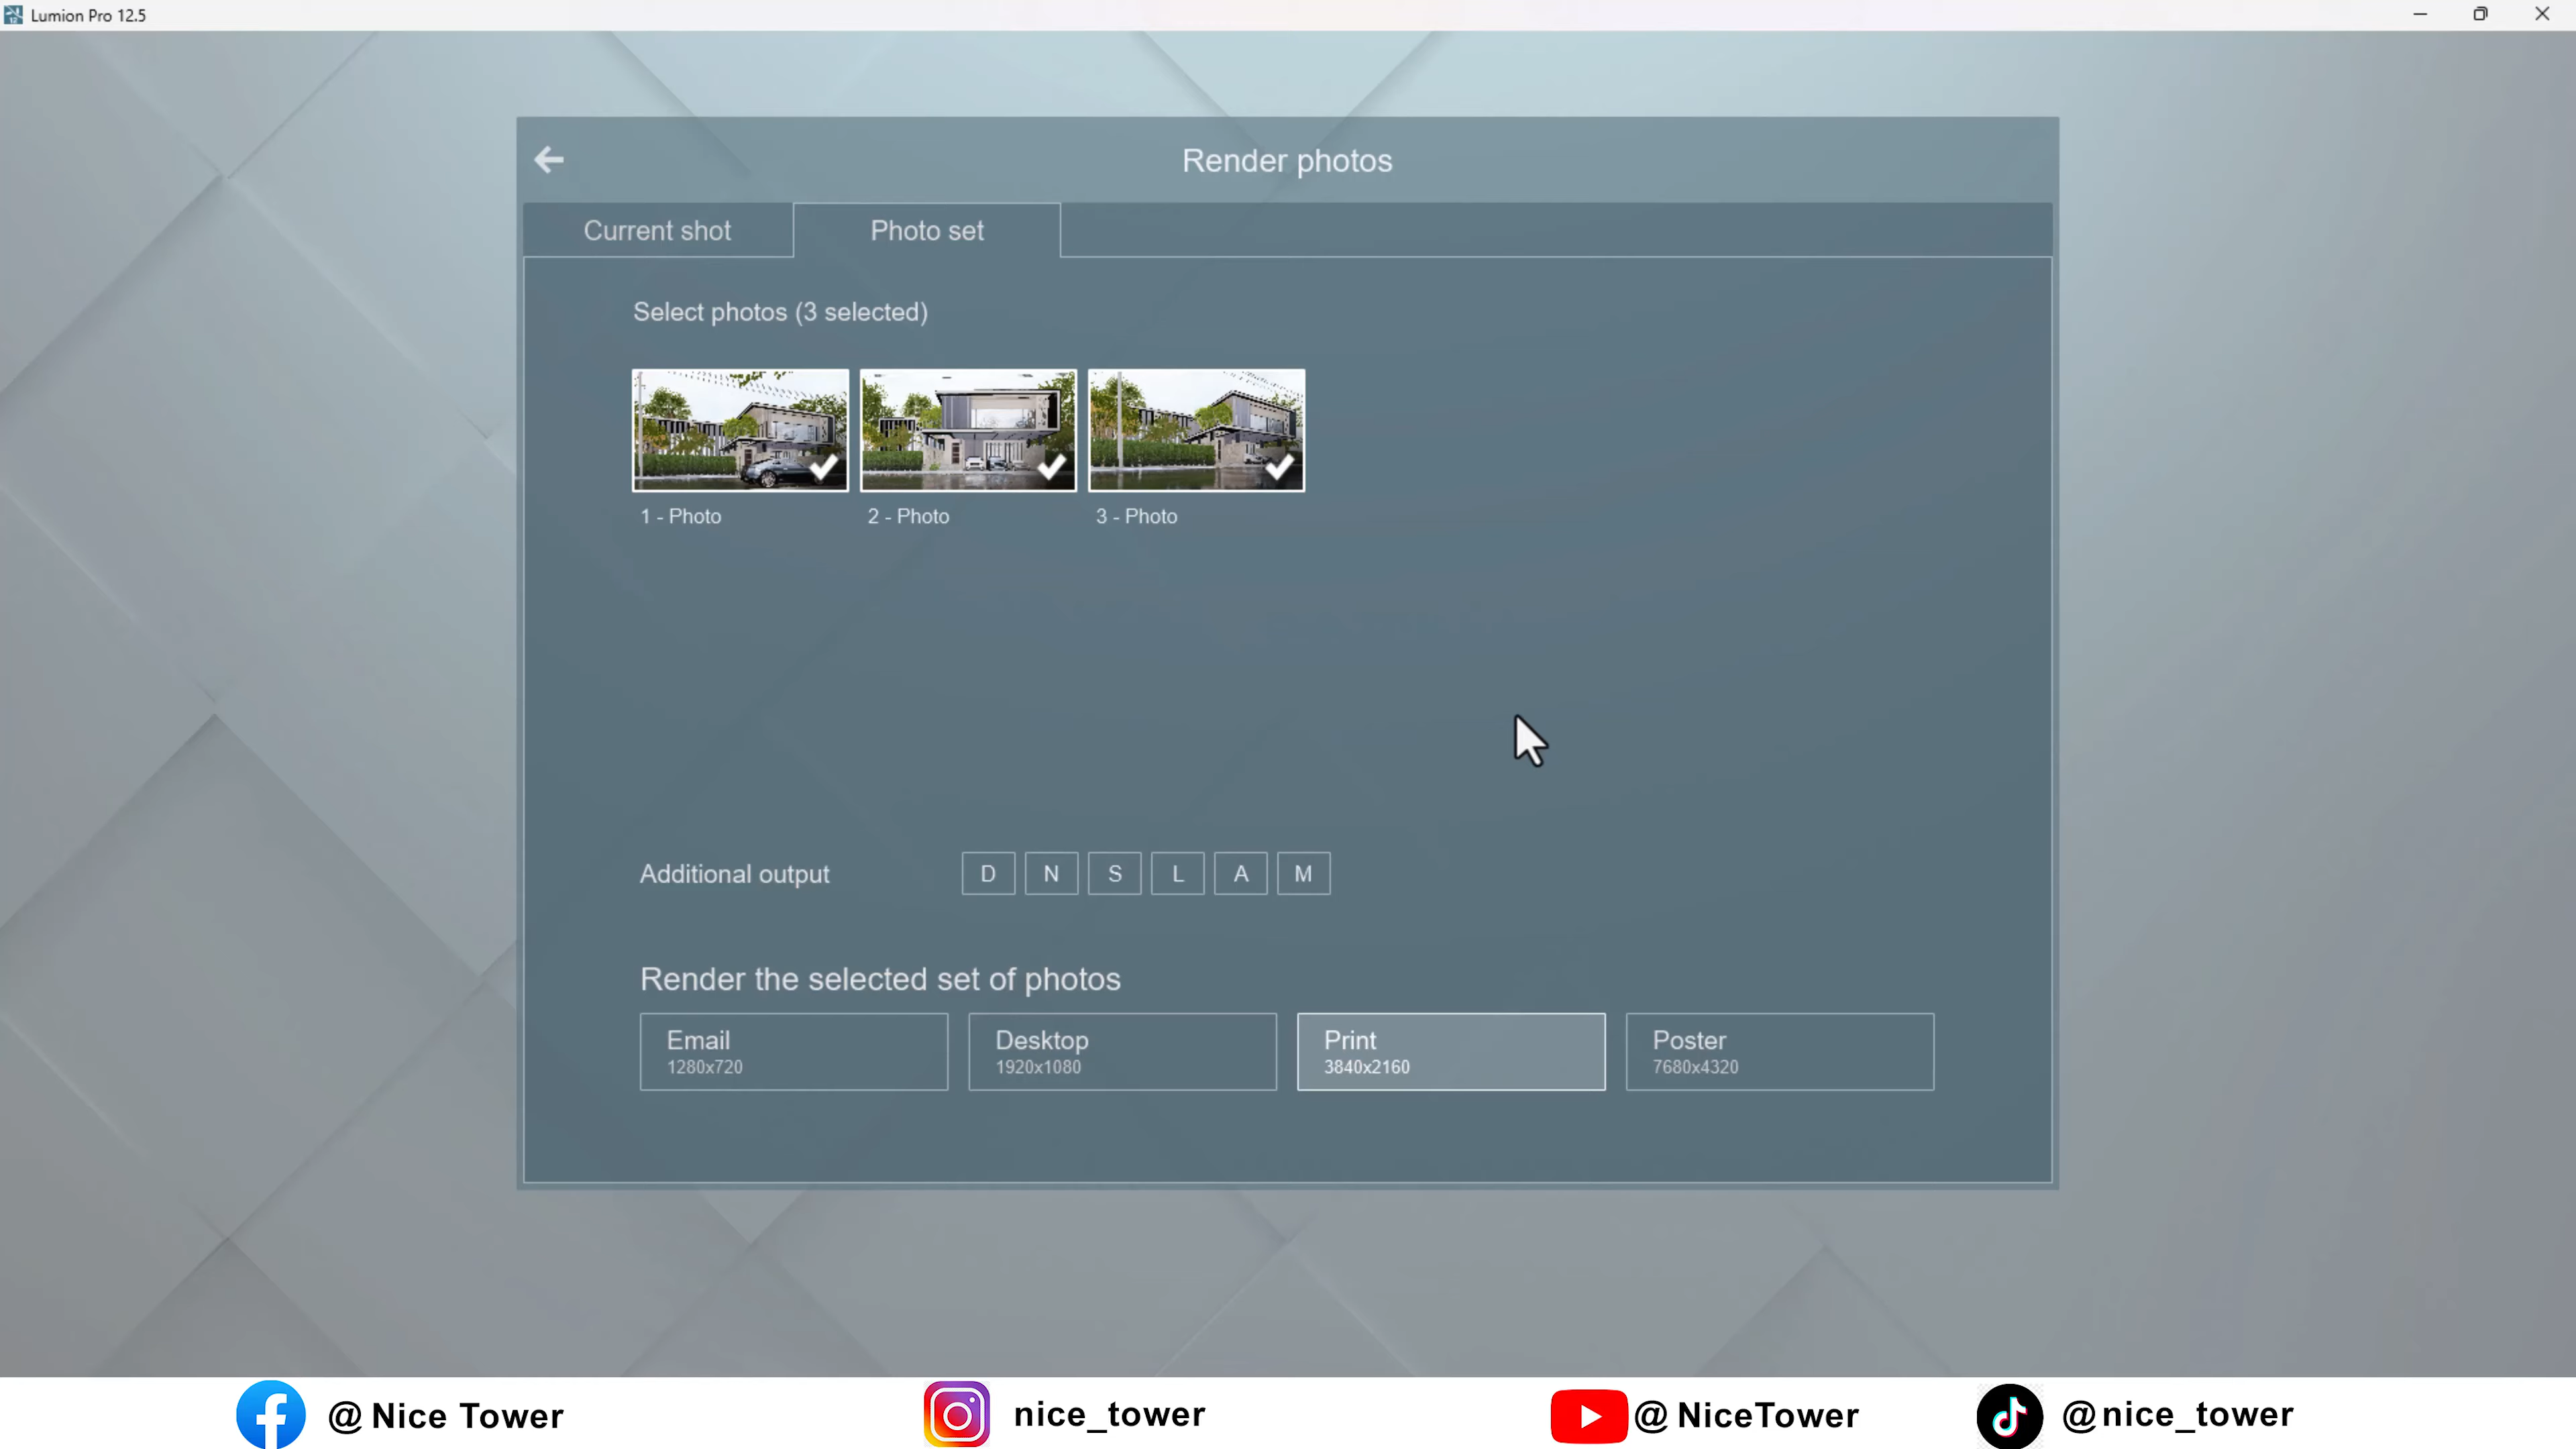 Lumion Pro 12.5
Render photos
Current shot
Photo set
Select photos (3 selected)
1 - Photo
2 - Photo
3 - Photo
Additional output
D N S L A M
Render the selected set of photos
Email
1280x720
Desktop
1920x1080
Print
3840x2160
Poster
7680x4320
@ Nice Tower
nice_tower
@ NiceTower
@nice_tower